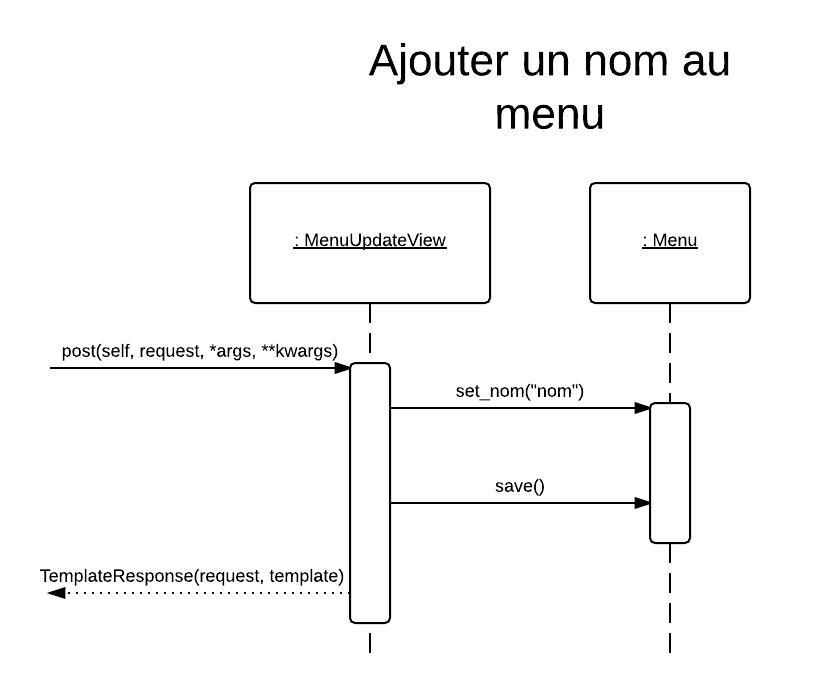 Ajouter un nom au
menu
: MenuUpdateView
: Menu
post(self, request, *args, **kwargs)
set_nom("nom")
save()
TemplateResponse(request, template)